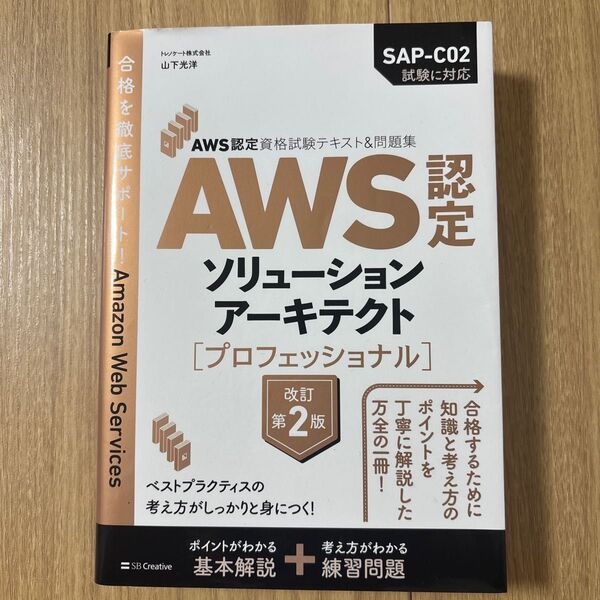 トレノケート株式会社
山下光洋
SAP-C02
試験に対応
合格を徹底サポート! Amazon Web Services
AWS認定資格試験テキスト&問題集
AWS認定
ソリューション
アーキテクト
[プロフェッショナル]
改訂
第2版
合格するために
知識と考え方の
ポイントを
丁寧に解説した
万全の一冊!
ベストプラクティスの
考え方がしっかりと身につく!
ポイントがわかる
基本解説
+
考え方がわかる
練習問題
SB Creative